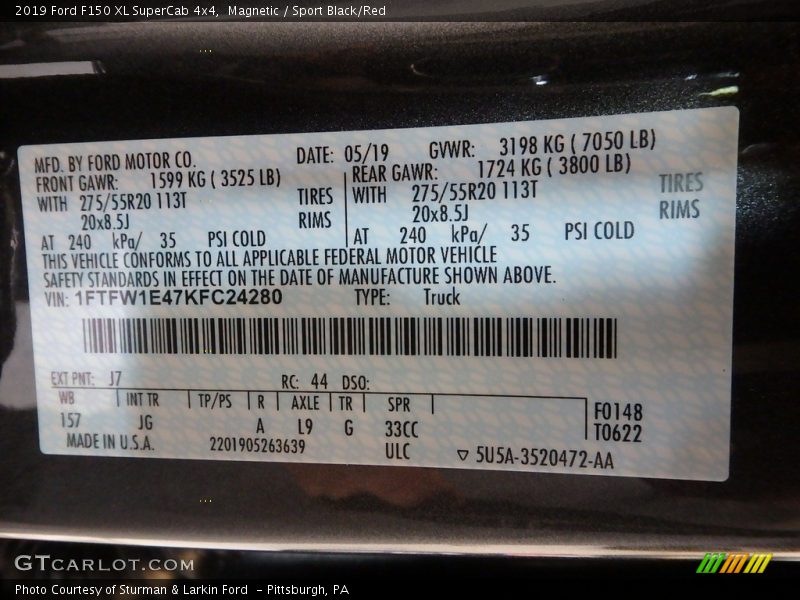 2019 Ford F150 XL SuperCab 4x4, Magnetic / Sport Black/Red
MFD. BY FORD MOTOR CO. DATE: 05/19 GVWR: 3198 KG ( 7050 LB)
FRONT GAWR: 1599 KG ( 3525 LB) REAR GAWR: 1724 KG ( 3800 LB)
WITH 275/55R20 113T TIRES WITH 275/55R20 113T TIRES
20x8.5J RIMS 20x8.5J RIMS
AT 240 kPa/ 35 PSI COLD AT 240 kPa/ 35 PSI COLD
THIS VEHICLE CONFORMS TO ALL APPLICABLE FEDERAL MOTOR VEHICLE
SAFETY STANDARDS IN EFFECT ON THE DATE OF MANUFACTURE SHOWN ABOVE.
VIN: 1FTFW1E47KFC24280 TYPE: Truck
EXT PNT: J7 RC: 44 DSO:
WB INT TR TP/PS R AXLE TR SPR F0148
157 JG A L9 G 33CC T0622
MADE IN U.S.A. 2201905263639 ULC ▽ 5U5A-3520472-AA
GTCARLOT.COM
Photo Courtesy of Sturman & Larkin Ford - Pittsburgh, PA